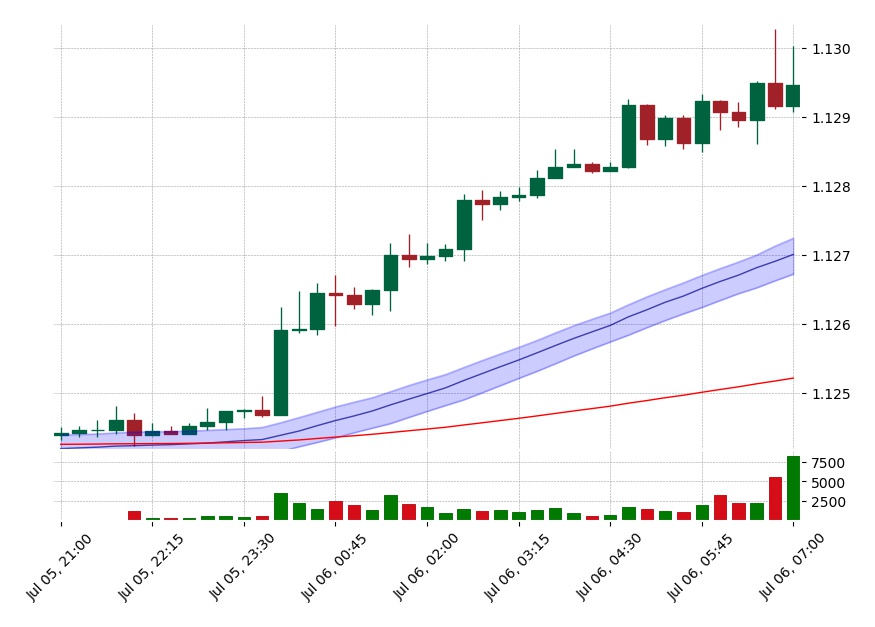 1.130
1.129
1.128
1.127
1.126
1.125
7500
5000
2500
Jul 05, 21:00
Jul 05, 22:15
Jul 05, 23:30
Jul 06, 00:45
Jul 06, 02:00
Jul 06, 03:15
Jul 06, 04:30
Jul 06, 05:45
Jul 06, 07:00